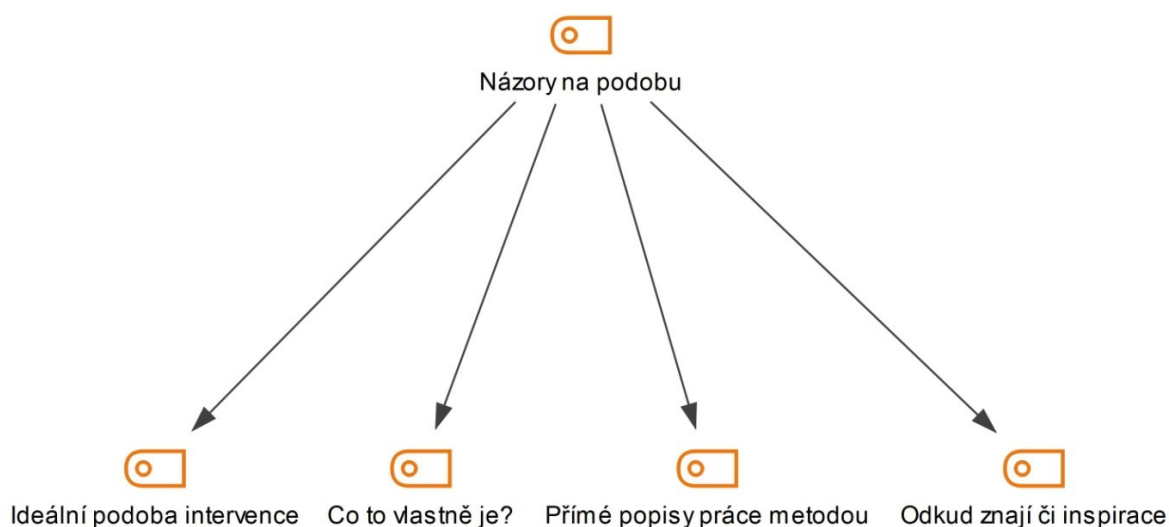 Názory na podobu
Ideální podoba intervence Co to vlastně je? Přímé popisy práce metodou Odkud znají či inspirace